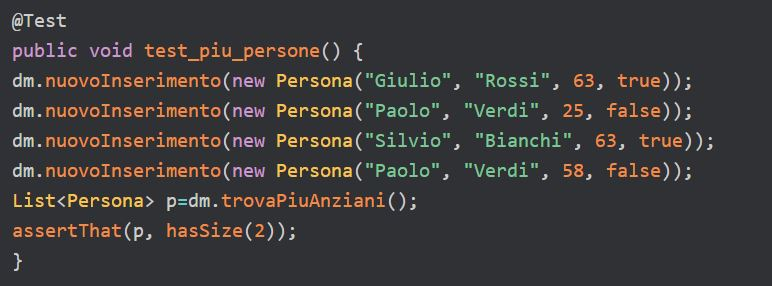 @Test
public void test_piu_persone() {
dm.nuovoInserimento(new Persona("Giulio", "Rossi", 63, true));
dm.nuovoInserimento(new Persona("Paolo", "Verdi", 25, false));
dm.nuovoInserimento(new Persona("Silvio", "Bianchi", 63, true));
dm.nuovoInserimento(new Persona("Paolo", "Verdi", 58, false));
List<Persona> p=dm.trovaPiuAnziani();
assertThat(p, hasSize(2));
}